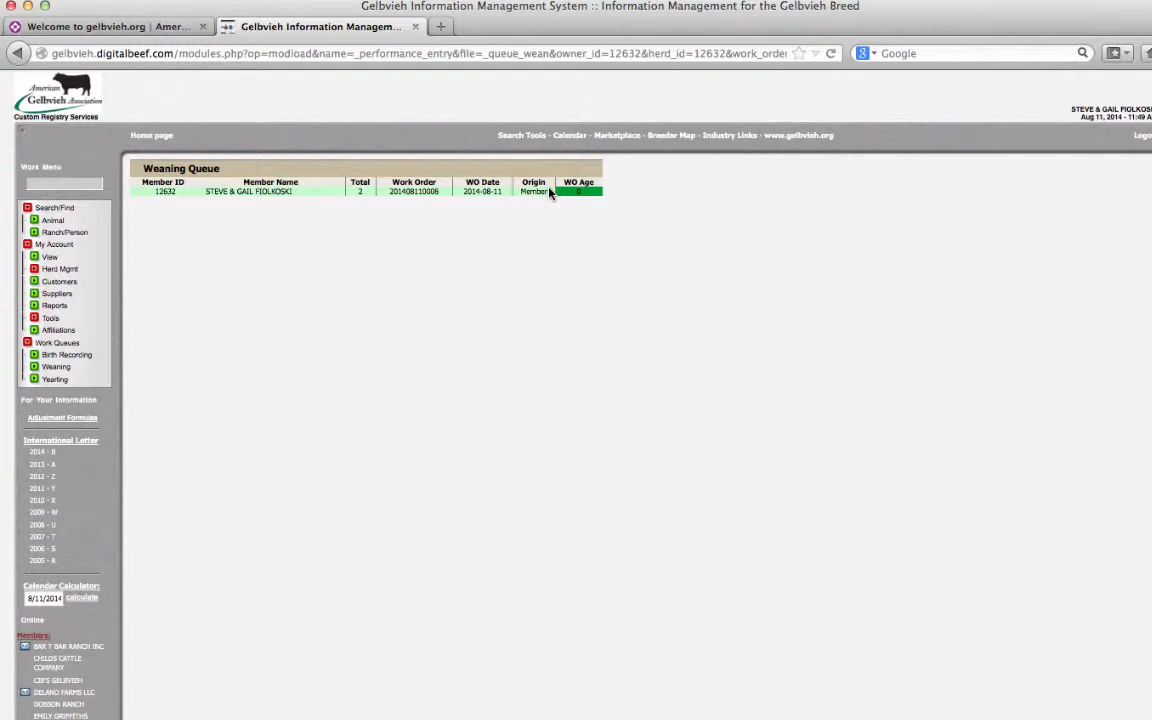 Gelbvieh Information Management System :: Information Management for the Gelbvieh Breed
Welcome to gelbvieh.org | Amer...
Gelbvieh Information Managem...
gelbvieh.digitalbeef.com/modules.php?op=modload&name=_performance_entry&file=_queue_wean&owner_id=12632&herd_id=12632&work_order
Google
American
Gelbvieh Association
Custom Registry Services
STEVE & GAIL FIOLKOSK
Aug 11, 2014 - 11:49 A
Home page
Search Tools - Calendar - Marketplace - Breeder Map - Industry Links - www.gelbvieh.org
Logo
Work Menu
Weaning Queue
Member ID Member Name Total Work Order WO Date Origin WO Age
12632 STEVE & GAIL FIOLKOSKI 2 201408110008 2014-08-11 Member 0
Search/Find
Animal
Ranch/Person
My Account
View
Herd Mgmt
Customers
Suppliers
Reports
Tools
Affiliations
Work Queues
Birth Recording
Weaning
Yearling
For Your Information
Adjustment Formulas
International Letter
2014 - B
2013 - A
2012 - Z
2011 - Y
2010 - X
2009 - W
2008 - U
2007 - T
2006 - S
2005 - R
Calendar Calculator:
8/11/2014 calculate
Online
Members:
BAR T BAR RANCH INC
CHILDS CATTLE
COMPANY
CIB'S GELBVIEH
DELANO FARMS LLC
DOBSON RANCH
EMILY GRIFFITHS